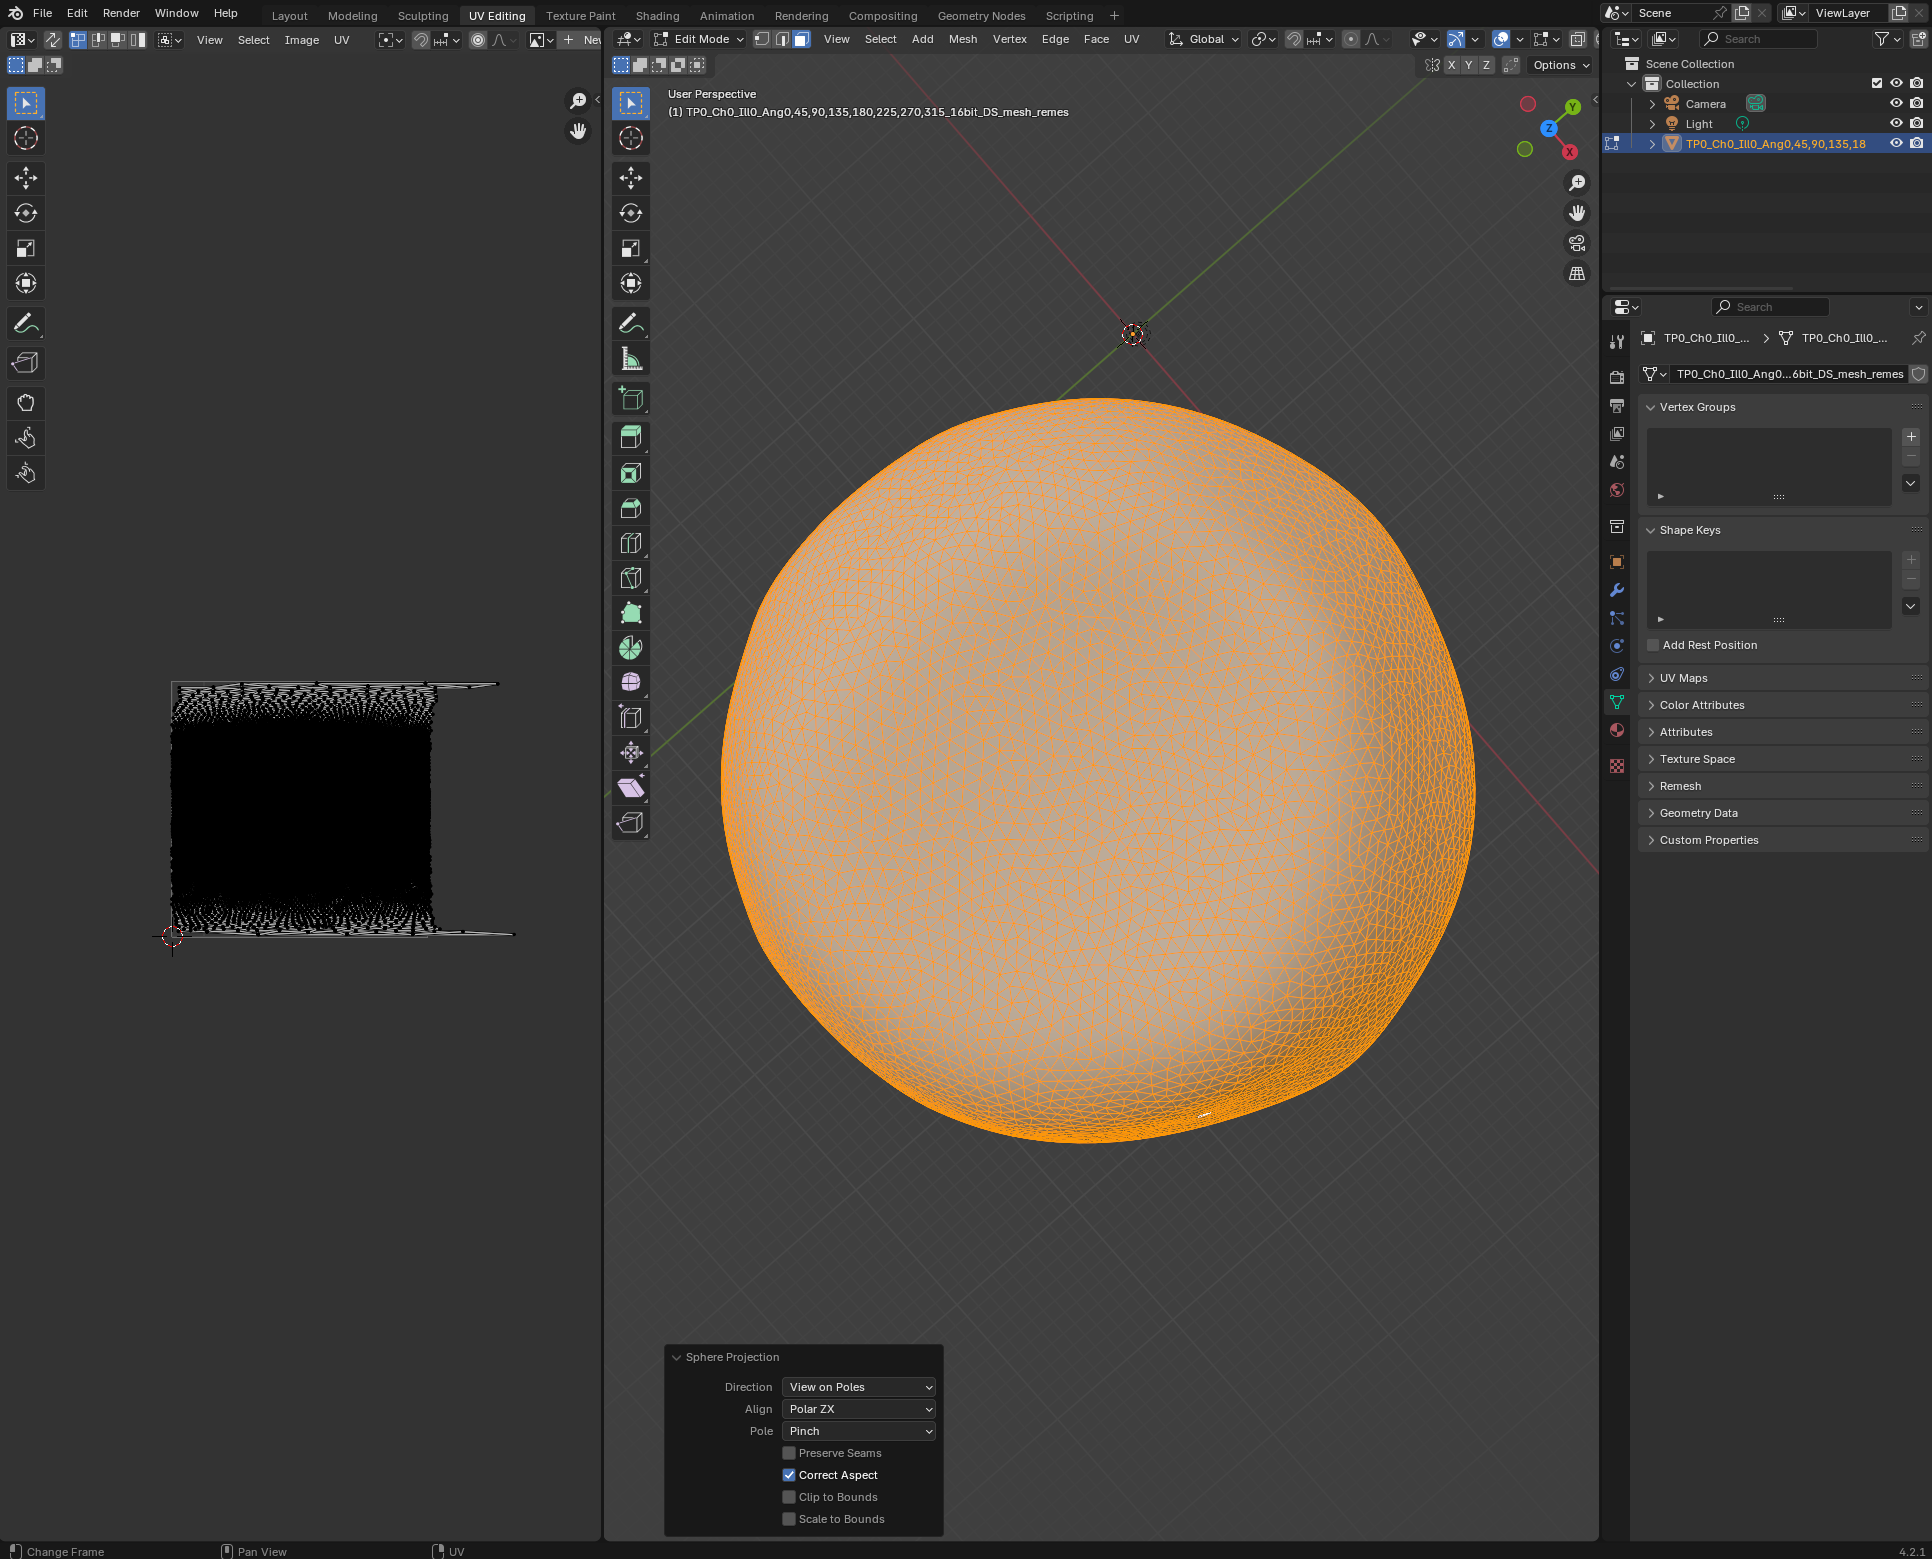 File Edit Render Window Help
Layout Modeling Sculpting UV Editing Texture Paint Shading Animation Rendering Compositing Geometry Nodes Scripting
Scene
ViewLayer
View Select Image UV
New
Edit Mode
View Select Add Mesh Vertex Edge Face UV
Global
Search
X Y Z
Options
User Perspective
(1) TP0_Ch0_Ill0_Ang0,45,90,135,180,225,270,315_16bit_DS_mesh_remes
Y
Z
X
Scene Collection
Collection
Camera
Light
TP0_Ch0_Ill0_Ang0,45,90,135,18
Search
TP0_Ch0_Ill0_...
TP0_Ch0_Ill0_...
TP0_Ch0_Ill0_Ang0...6bit_DS_mesh_remes
Vertex Groups
Shape Keys
Add Rest Position
UV Maps
Color Attributes
Attributes
Texture Space
Remesh
Geometry Data
Custom Properties
Sphere Projection
Direction View on Poles
Align Polar ZX
Pole Pinch
Preserve Seams
Correct Aspect
Clip to Bounds
Scale to Bounds
Change Frame
Pan View
UV
4.2.1